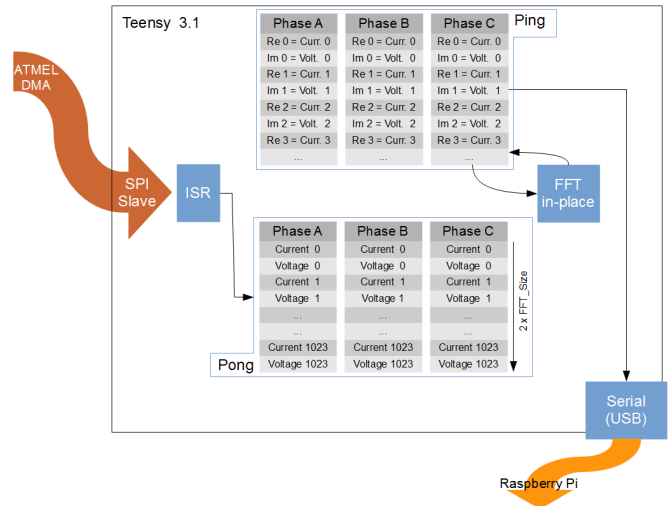 Teensy 3.1
Ping
Phase A Phase B Phase C
Re 0 = Curr. 0 Re 0 = Curr. 0 Re 0 = Curr. 0
Im 0 = Volt. 0 Im 0 = Volt. 0 Im 0 = Volt. 0
Re 1 = Curr. 1 Re 1 = Curr. 1 Re 1 = Curr. 1
Im 1 = Volt. 1 Im 1 = Volt. 1 Im 1 = Volt. 1
Re 2 = Curr. 2 Re 2 = Curr. 2 Re 2 = Curr. 2
Im 2 = Volt. 2 Im 2 = Volt. 2 Im 2 = Volt. 2
Re 3 = Curr. 3 Re 3 = Curr. 3 Re 3 = Curr. 3
... ... ...
ATMEL
DMA
SPI
Slave
ISR
FFT
in-place
Phase A Phase B Phase C
Current 0 Current 0 Current 0
Voltage 0 Voltage 0 Voltage 0
Current 1 Current 1 Current 1
Voltage 1 Voltage 1 Voltage 1
... ... ...
... ... ...
Current 1023 Current 1023 Current 1023
Voltage 1023 Voltage 1023 Voltage 1023
2 x FFT_Size
Pong
Serial
(USB)
Raspberry Pi